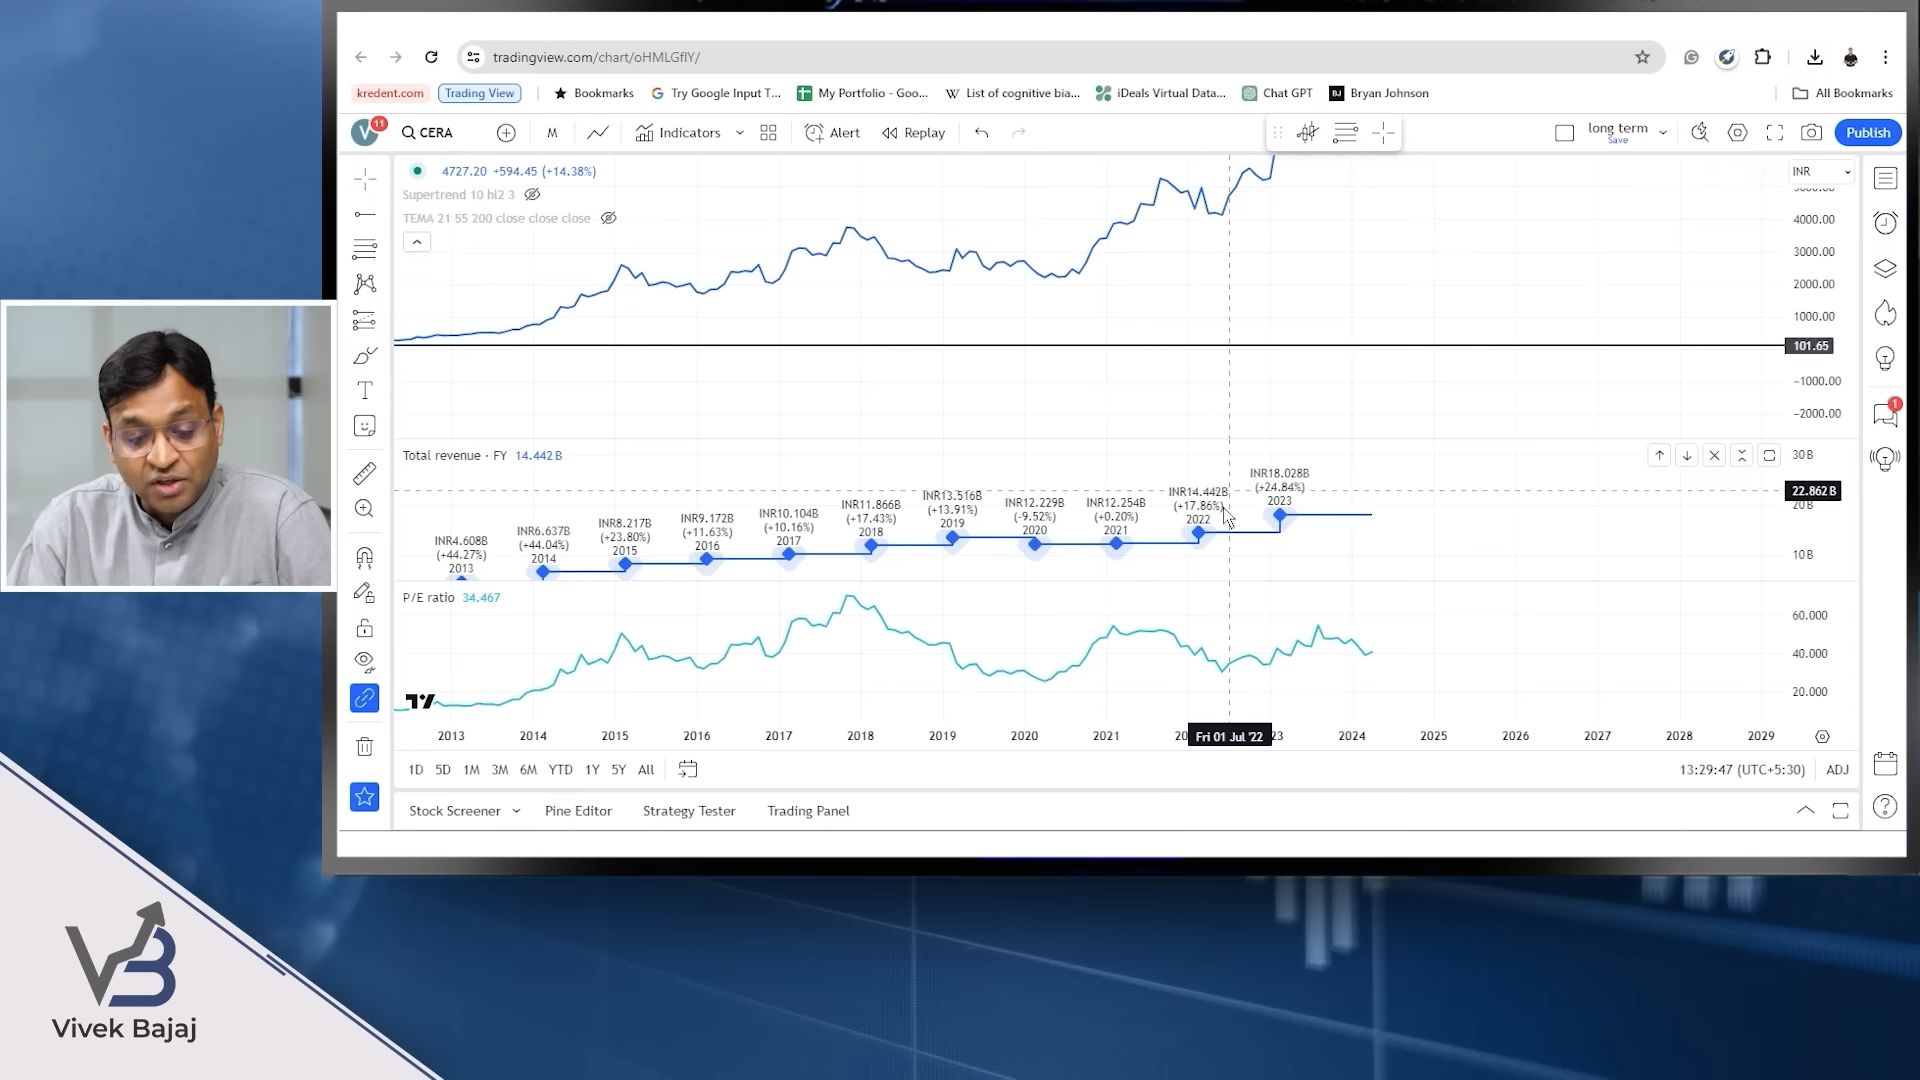 tradingview.com/chart/oHMLGflY/
kredent.com
Trading View
Bookmarks
Try Google Input T...
My Portfolio - Goo...
List of cognitive bia...
iDeals Virtual Data...
Chat GPT
BJ
Bryan Johnson
All Bookmarks
V
11
CERA
M
Indicators
Alert
Replay
long term
Save
Publish
4727.20 +594.45 (+14.38%)
Supertrend 10 hl2 3
TEMA 21 55 200 close close close
INR
4000.00
3000.00
2000.00
1000.00
101.65
−1000.00
−2000.00
1
Total revenue · FY 14.442 B
30 B
22.862 B
20 B
10 B
INR4.608B
(+44.27%)
2013
INR6.637B
(+44.04%)
2014
INR8.217B
(+23.80%)
2015
INR9.172B
(+11.63%)
2016
INR10.104B
(+10.16%)
2017
INR11.866B
(+17.43%)
2018
INR13.516B
(+13.91%)
2019
INR12.229B
(-9.52%)
2020
INR12.254B
(+0.20%)
2021
INR14.442B
(+17.86%)
2022
INR18.028B
(+24.84%)
2023
P/E ratio 34.467
60.000
40.000
20.000
2013 2014 2015 2016 2017 2018 2019 2020 2021 20 Fri 01 Jul '22 23 2024 2025 2026 2027 2028 2029
1D 5D 1M 3M 6M YTD 1Y 5Y All
13:29:47 (UTC+5:30)
ADJ
Stock Screener
Pine Editor
Strategy Tester
Trading Panel
VB
Vivek Bajaj